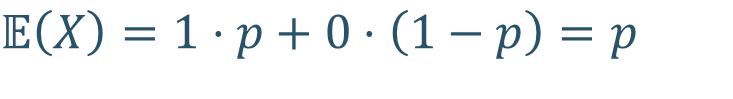 𝔼(X) = 1 · p + 0 · (1 − p) = p